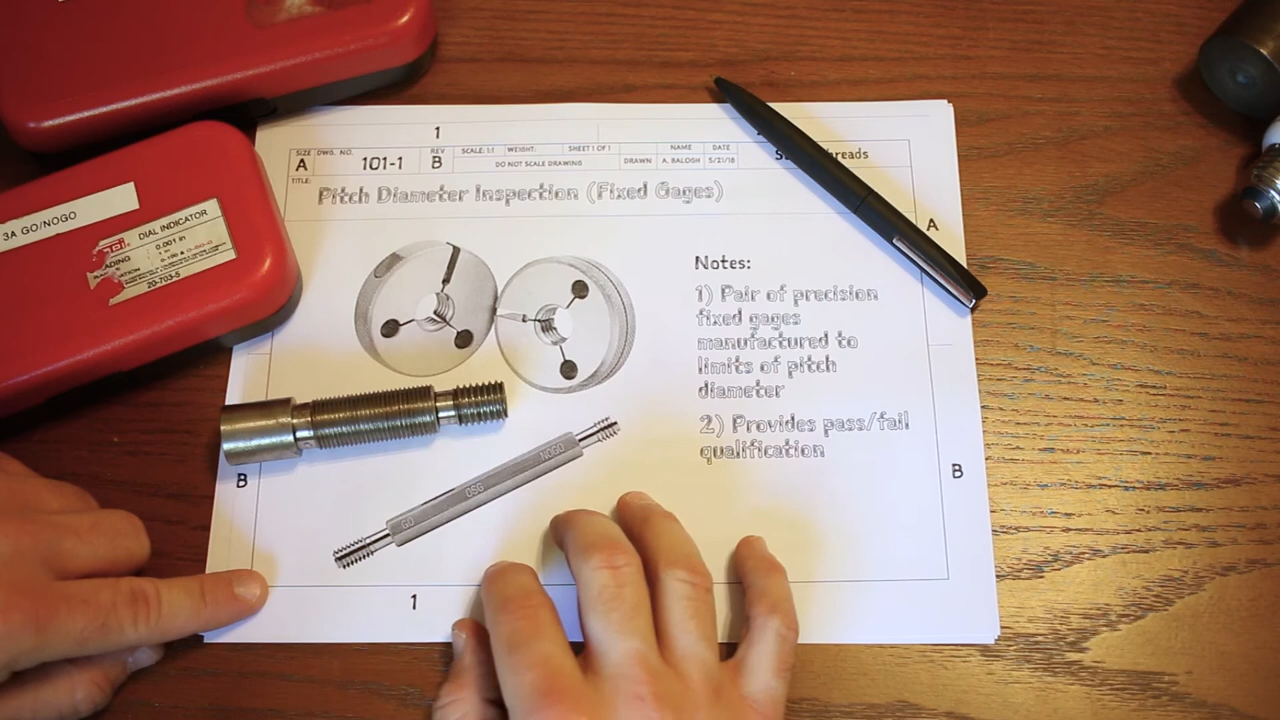 1
SIZE
A
DWG. NO.
101-1
REV
B
SCALE: 1:1
WEIGHT:
SHEET 1 OF 1
DO NOT SCALE DRAWING
DRAWN
NAME
A. BALOGH
DATE
5/21/18
TITLE:
Pitch Diameter Inspection (Fixed Gages)
A
3A GO/NOGO
DIAL INDICATOR
0.001 in
20-703-5
Notes:
1) Pair of precision
fixed gages
manufactured to
limits of pitch
diameter
2) Provides pass/fail
qualification
GO
OSG
NOGO
B
B
1